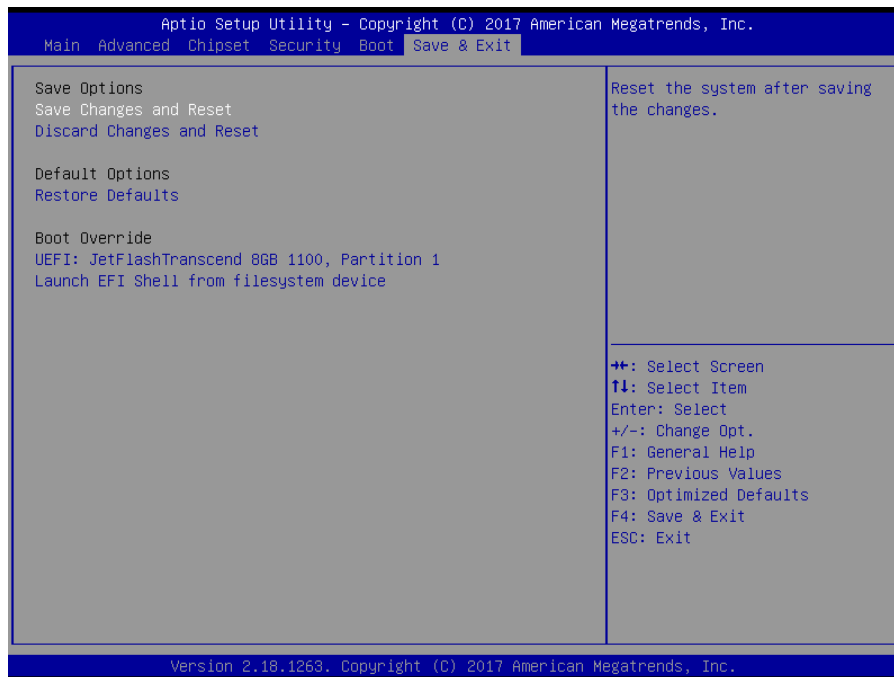 Aptio Setup Utility – Copyright (C) 2017 American Megatrends, Inc.
Main Advanced Chipset Security Boot Save & Exit
Save Options
Save Changes and Reset
Discard Changes and Reset
Default Options
Restore Defaults
Boot Override
UEFI: JetFlashTranscend 8GB 1100, Partition 1
Launch EFI Shell from filesystem device
Reset the system after saving
the changes.
→←: Select Screen
↑↓: Select Item
Enter: Select
+/-: Change Opt.
F1: General Help
F2: Previous Values
F3: Optimized Defaults
F4: Save & Exit
ESC: Exit
Version 2.18.1263. Copyright (C) 2017 American Megatrends, Inc.